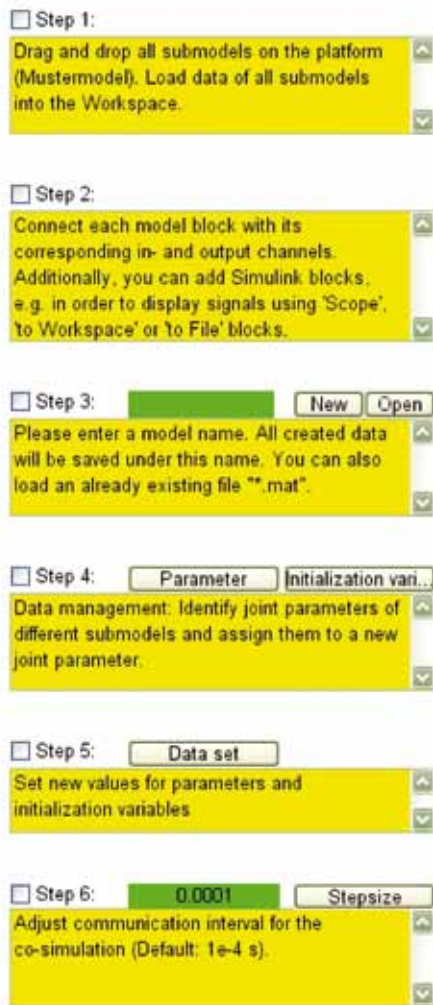 Step 1:
Drag and drop all submodels on the platform
(Mustermodel). Load data of all submodels
into the Workspace.
Step 2:
Connect each model block with its
corresponding in- and output channels.
Additionally, you can add Simulink blocks,
e.g. in order to display signals using 'Scope',
'to Workspace' or 'to File' blocks.
Step 3: New Open
Please enter a model name. All created data
will be saved under this name. You can also
load an already existing file "*.mat".
Step 4: Parameter Initialization vari...
Data management: Identify joint parameters of
different submodels and assign them to a new
joint parameter.
Step 5: Data set
Set new values for parameters and
initialization variables
Step 6: 0.0001 Stepsize
Adjust communication interval for the
co-simulation (Default: 1e-4 s).